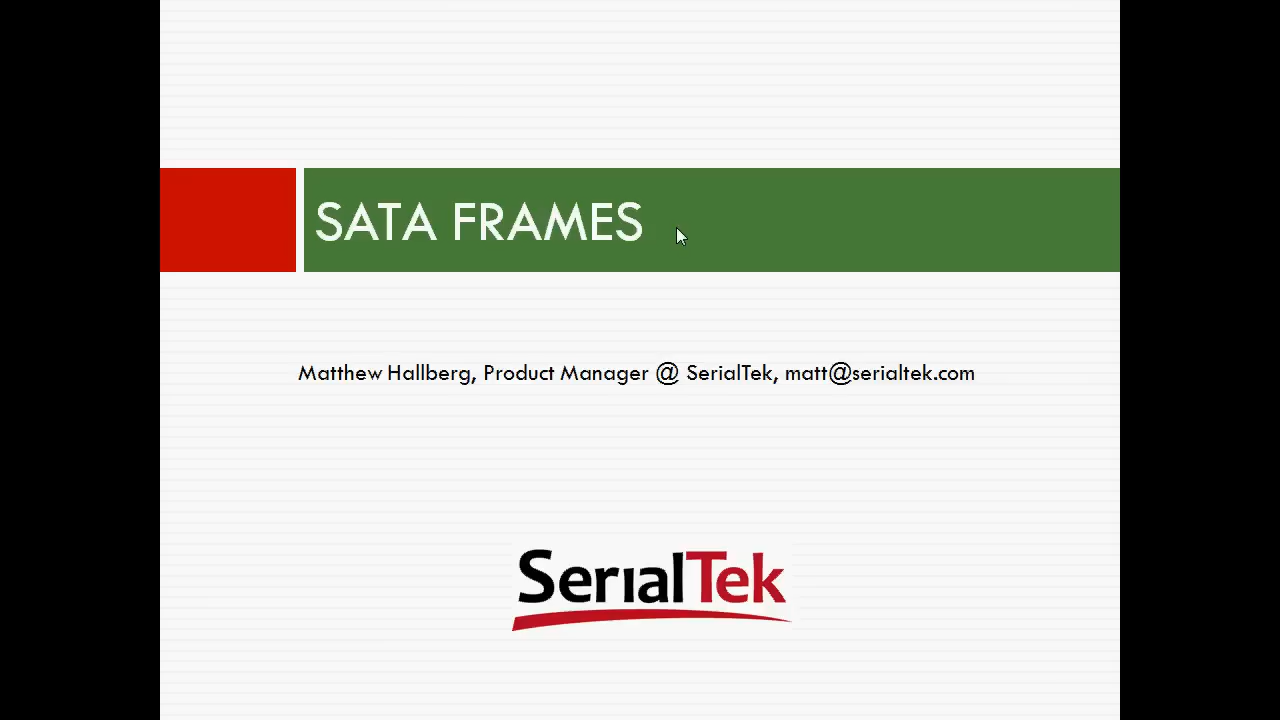 SATA FRAMES
Matthew Hallberg, Product Manager @ SerialTek, matt@serialtek.com
SerialTek